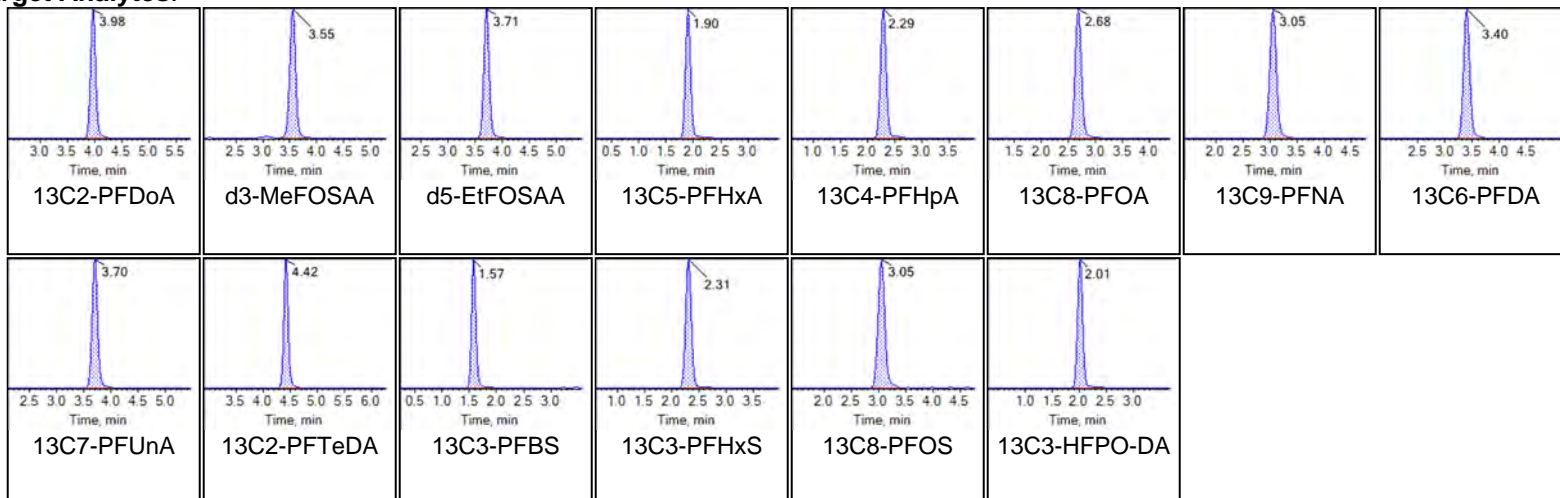 rget Analytes:
3.98
3.0 3.5 4.0 4.5 5.0 5.5
Time, min
13C2-PFDoA
3.55
2.5 3.0 3.5 4.0 4.5 5.0
Time, min
d3-MeFOSAA
3.71
2.5 3.0 3.5 4.0 4.5 5.0
Time, min
d5-EtFOSAA
1.90
0.5 1.0 1.5 2.0 2.5 3.0
Time, min
13C5-PFHxA
2.29
1.0 1.5 2.0 2.5 3.0 3.5
Time, min
13C4-PFHpA
2.68
1.5 2.0 2.5 3.0 3.5 4.0
Time, min
13C8-PFOA
3.05
2.0 2.5 3.0 3.5 4.0 4.5
Time, min
13C9-PFNA
3.40
2.5 3.0 3.5 4.0 4.5
Time, min
13C6-PFDA
3.70
2.5 3.0 3.5 4.0 4.5 5.0
Time, min
13C7-PFUnA
4.42
3.5 4.0 4.5 5.0 5.5 6.0
Time, min
13C2-PFTeDA
1.57
0.5 1.0 1.5 2.0 2.5 3.0
Time, min
13C3-PFBS
2.31
1.0 1.5 2.0 2.5 3.0 3.5
Time, min
13C3-PFHxS
3.05
2.0 2.5 3.0 3.5 4.0 4.5
Time, min
13C8-PFOS
2.01
1.0 1.5 2.0 2.5 3.0
Time, min
13C3-HFPO-DA